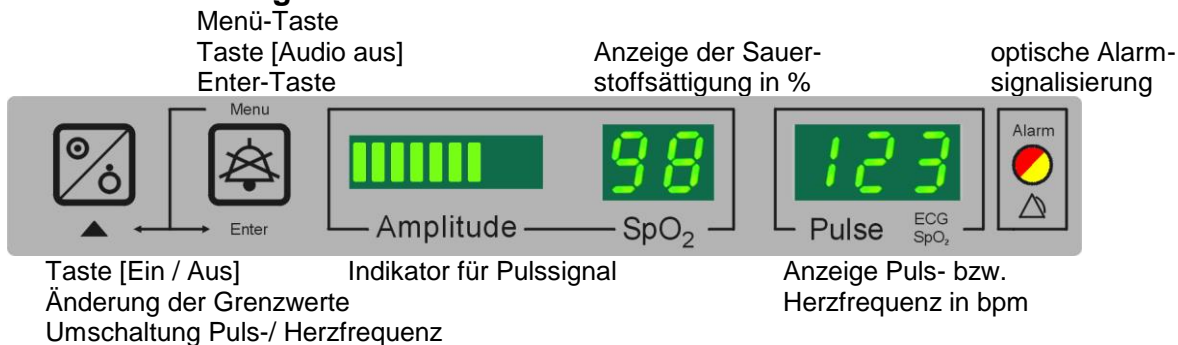 Menü-Taste
Taste [Audio aus]
Enter-Taste
Anzeige der Sauer-
stoffsättigung in %
optische Alarm-
signalisierung
Menu
Enter
Amplitude
98
SpO₂
123
Pulse
ECG
SpO₂
Alarm
Taste [Ein / Aus]
Änderung der Grenzwerte
Umschaltung Puls-/ Herzfrequenz
Indikator für Pulssignal
Anzeige Puls- bzw.
Herzfrequenz in bpm